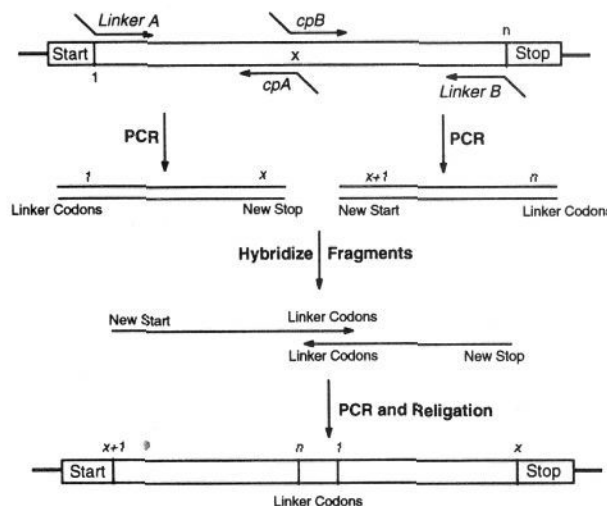 Linker A
cpB
n
Start
x
Stop
1
cpA
Linker B
PCR
PCR
1 x
x+1 n
Linker Codons New Stop
New Start Linker Codons
Hybridize Fragments
New Start Linker Codons
Linker Codons New Stop
PCR and Religation
x+1 n 1 x
Start Stop
Linker Codons